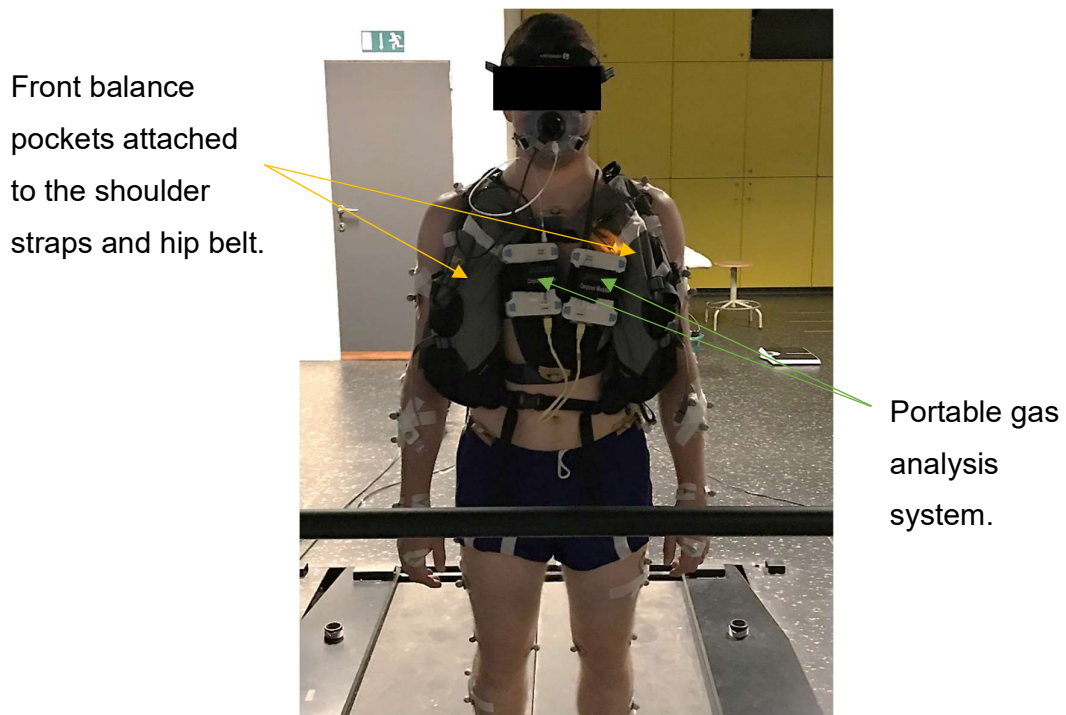 Front balance
pockets attached
to the shoulder
straps and hip belt.
Portable gas
analysis
system.